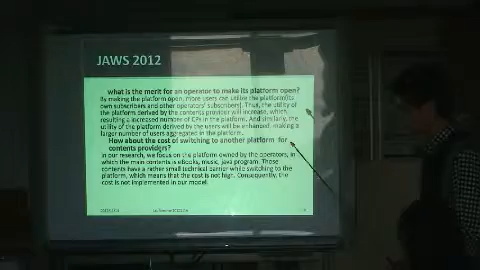 JAWS 2012
what is the merit for an operator to make its platform open?
By making the platform open, more users can utilize the platform(its
own subscribers and other operators' subscribers). Thus, the utility of
the platform derived by the contents provider will increase, which
resulting a increased number of CPs in the platform. And similarly, the
utility of the platform derived by the users will be enhanced, making a
larger number of users aggregated in the platform.
How about the cost of switching to another platform for
contents providers?
In our research, we focus on the platform owned by the operators, in
which the main contents is eBooks, music, java program. Those
contents have a rather small technical barrier while switching to the
platform, which means that the cost is not high. Consequently, the
cost is not implemented in our model.